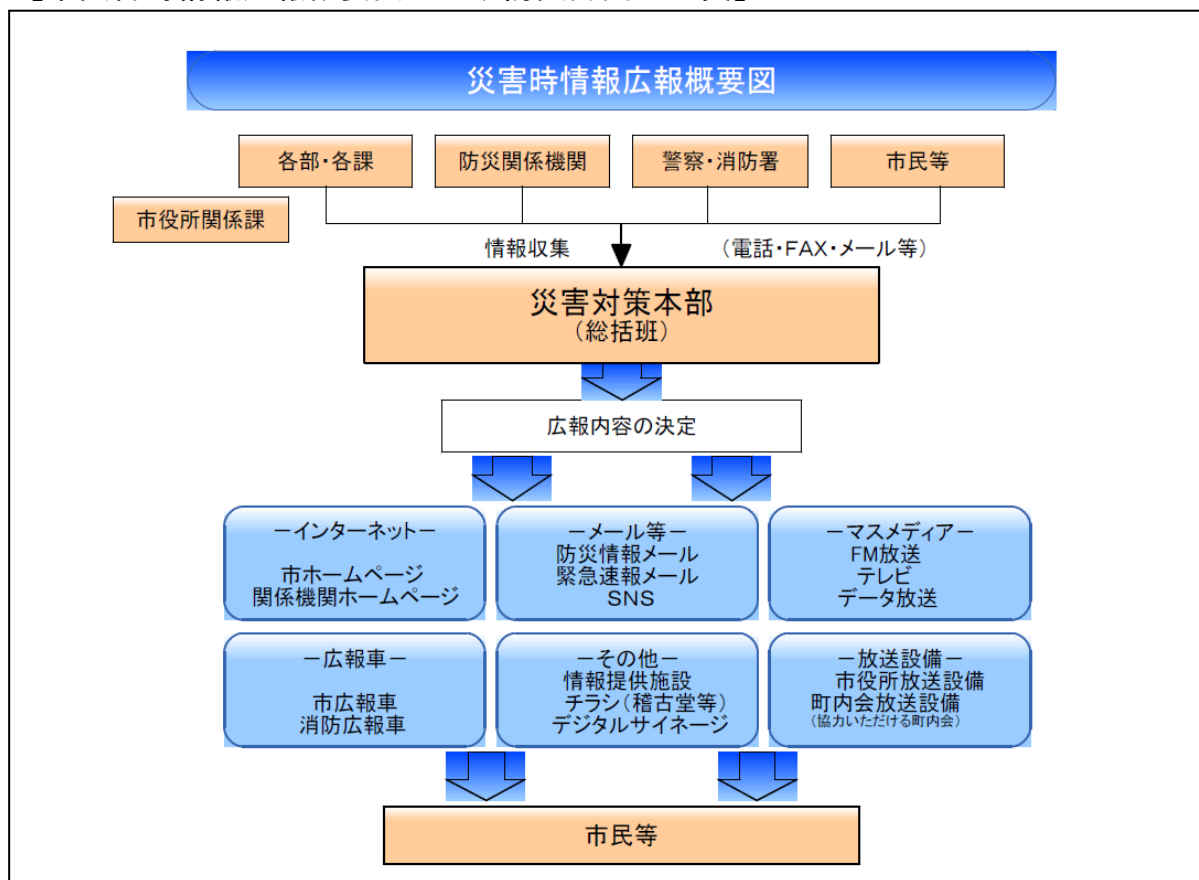 災害時情報広報概要図
各部・各課
防災関係機関
警察・消防署
市民等
市役所関係課
情報収集
(電話・FAX・メール等)
災害対策本部
(総括班)
広報内容の決定
－インターネット－
市ホームページ
関係機関ホームページ
－メール等－
防災情報メール
緊急速報メール
SNS
－マスメディア－
FM放送
テレビ
データ放送
－広報車－
市広報車
消防広報車
－その他－
情報提供施設
チラシ(稽古堂等)
デジタルサイネージ
－放送設備－
市役所放送設備
町内会放送設備
(協力いただける町内会)
市民等